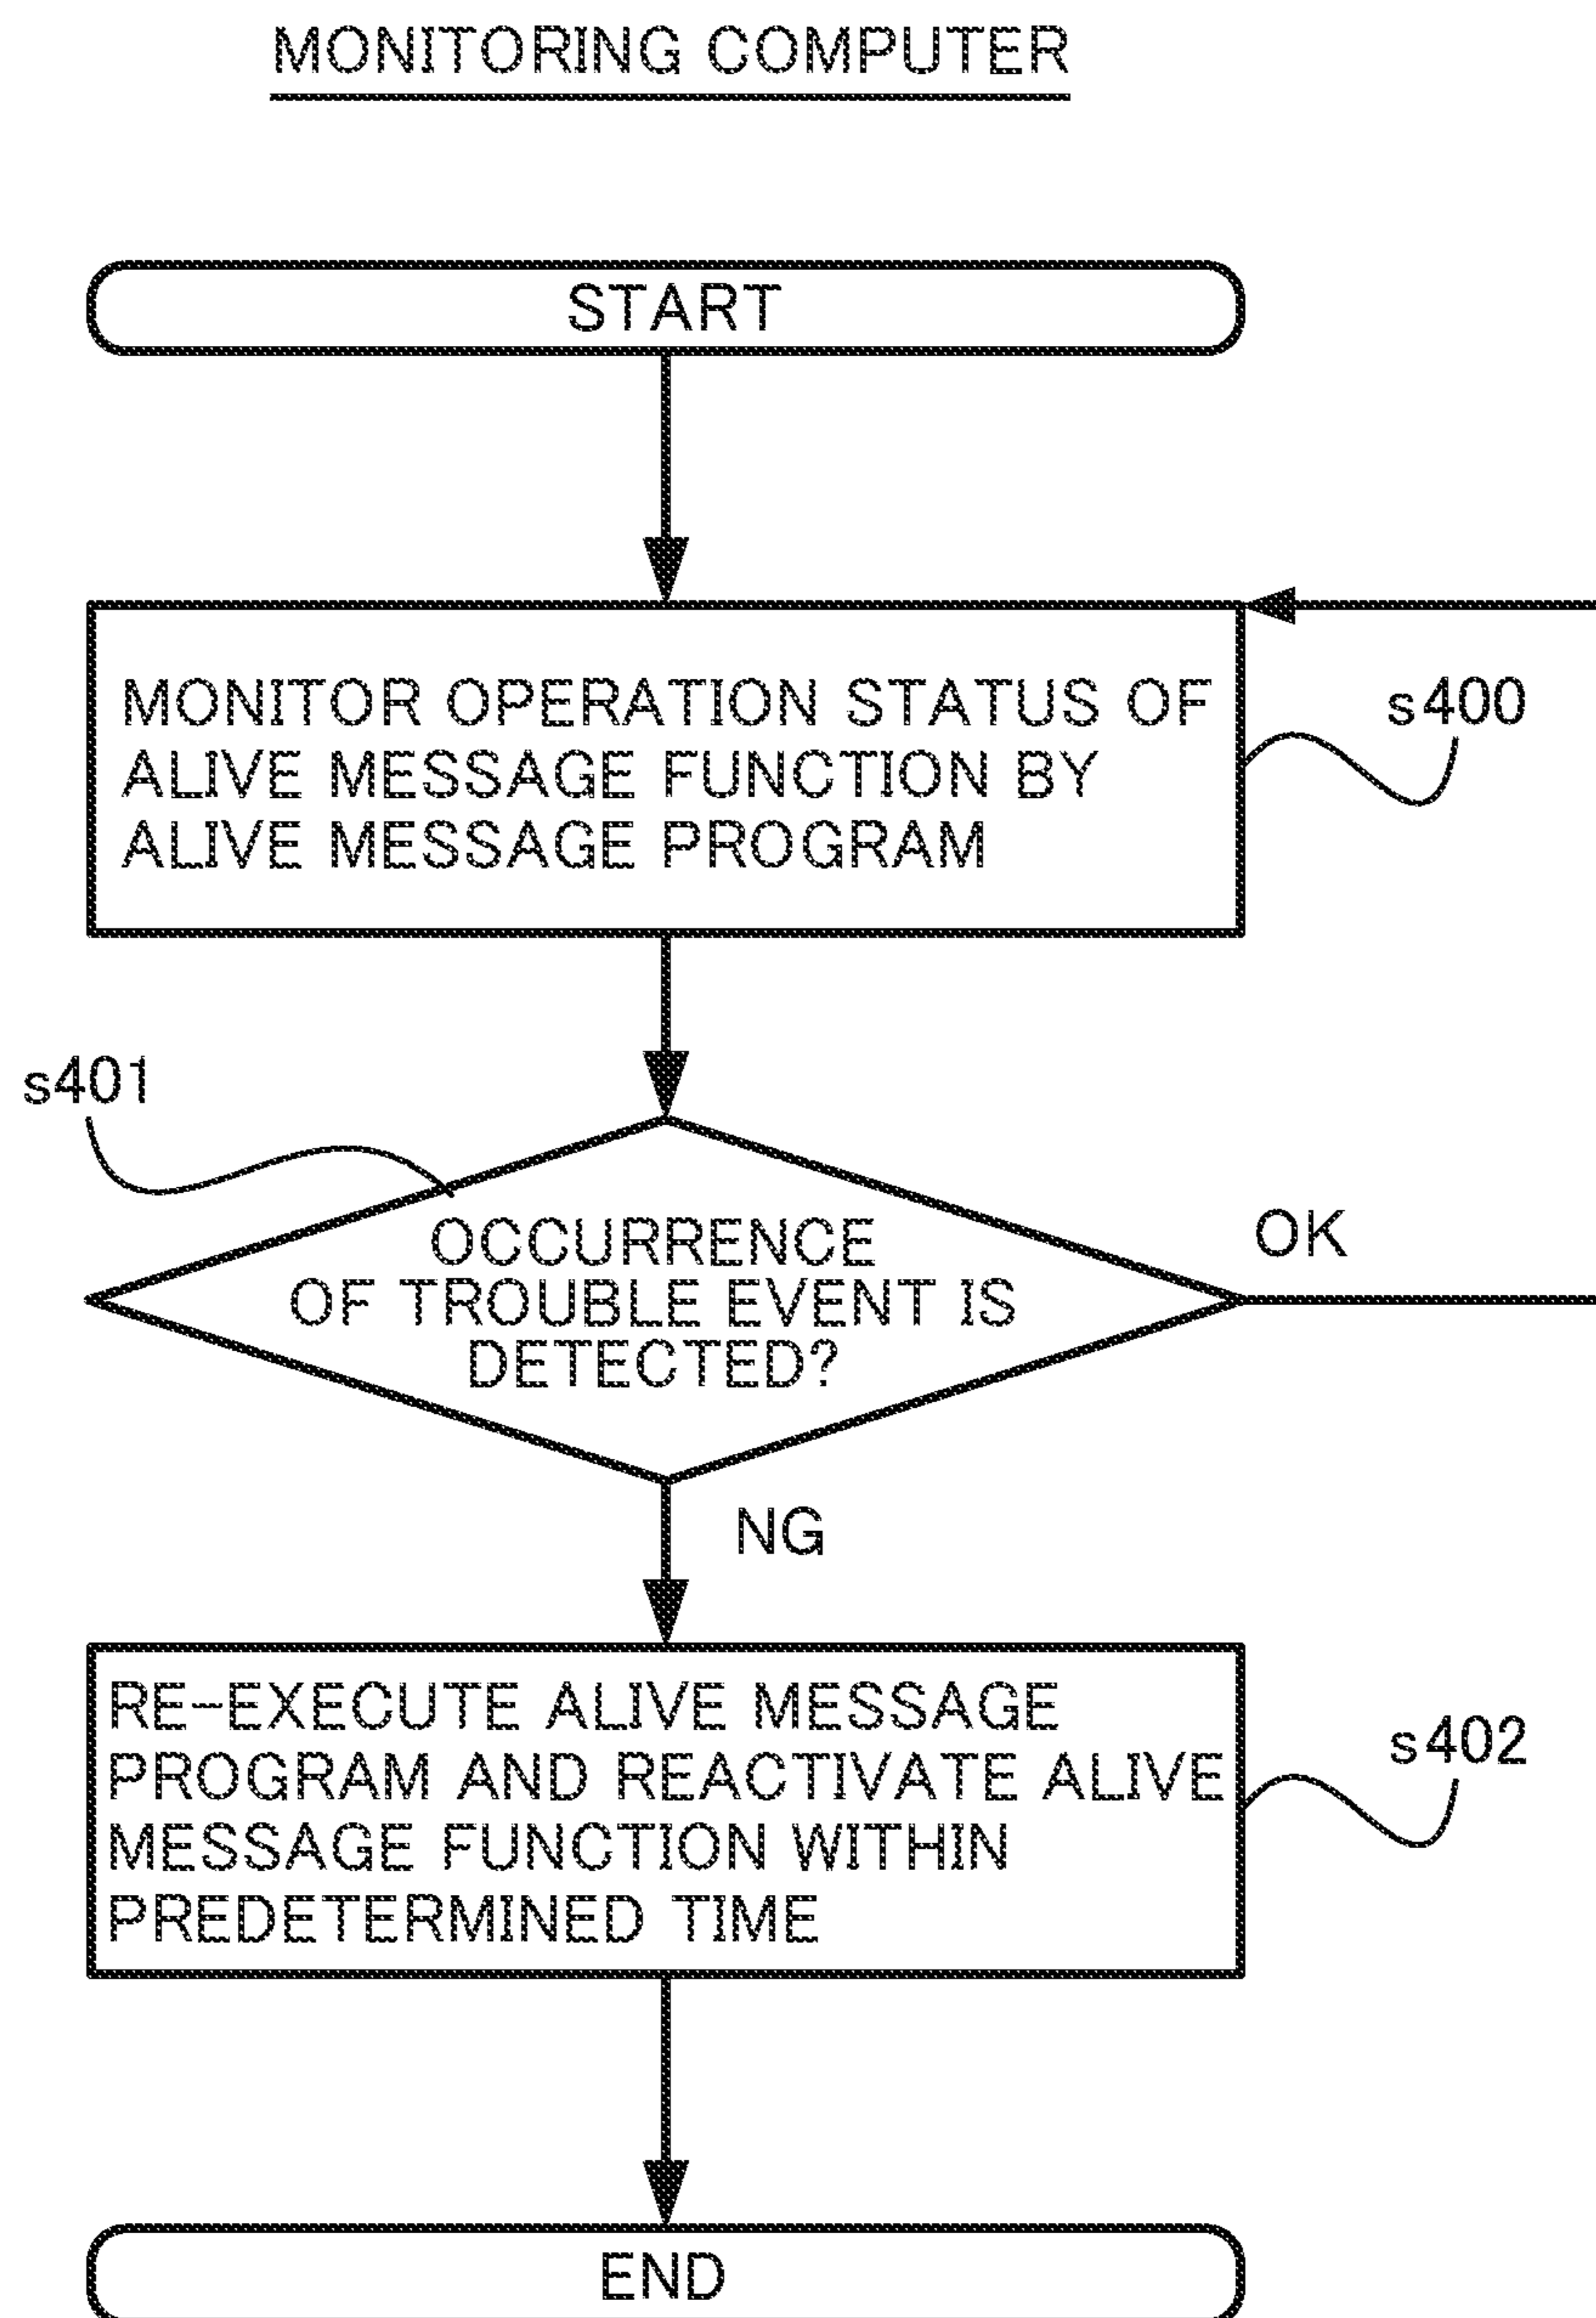 MONITORING COMPUTER
START
MONITOR OPERATION STATUS OF
ALIVE MESSAGE FUNCTION BY
ALIVE MESSAGE PROGRAM
s400
s401
OCCURRENCE
OF TROUBLE EVENT IS
DETECTED?
OK
NG
RE-EXECUTE ALIVE MESSAGE
PROGRAM AND REACTIVATE ALIVE
MESSAGE FUNCTION WITHIN
PREDETERMINED TIME
s402
END